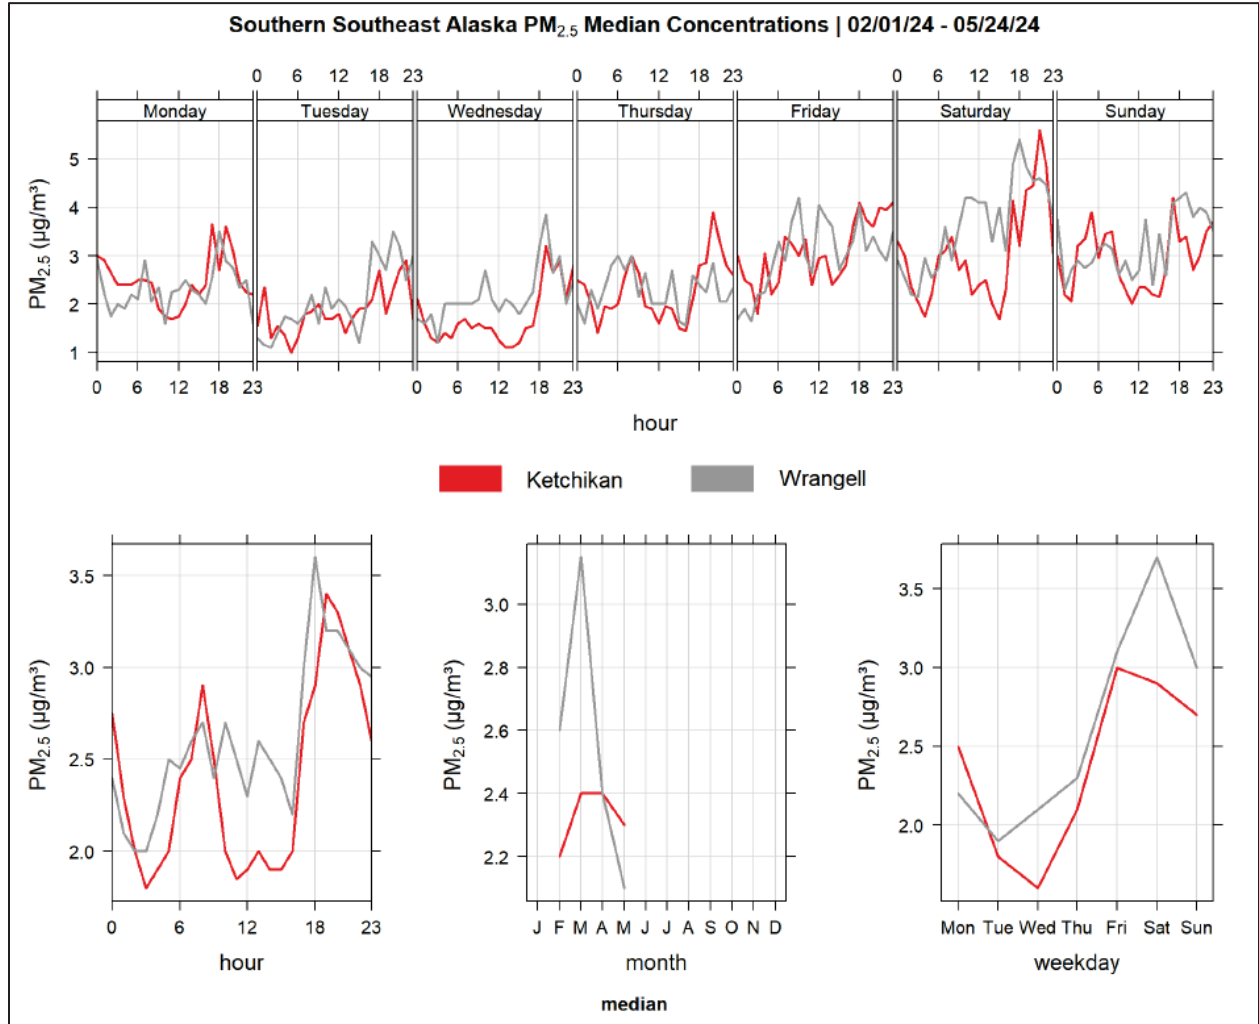 Southern Southeast Alaska PM2.5 Median Concentrations | 02/01/24 - 05/24/24
0 6 12 18 23 0 6 12 18 23 0 6 12 18 23
Monday Tuesday Wednesday Thursday Friday Saturday Sunday
PM2.5 (µg/m³)
5
4
3
2
1
0 6 12 18 23 0 6 12 18 23 0 6 12 18 23 0 6 12 18 23
hour
Ketchikan Wrangell
PM2.5 (µg/m³)
3.5
3.0
2.5
2.0
0 6 12 18 23
hour
PM2.5 (µg/m³)
3.0
2.8
2.6
2.4
2.2
J F M A M J J A S O N D
month
PM2.5 (µg/m³)
3.5
3.0
2.5
2.0
Mon Tue Wed Thu Fri Sat Sun
weekday
median